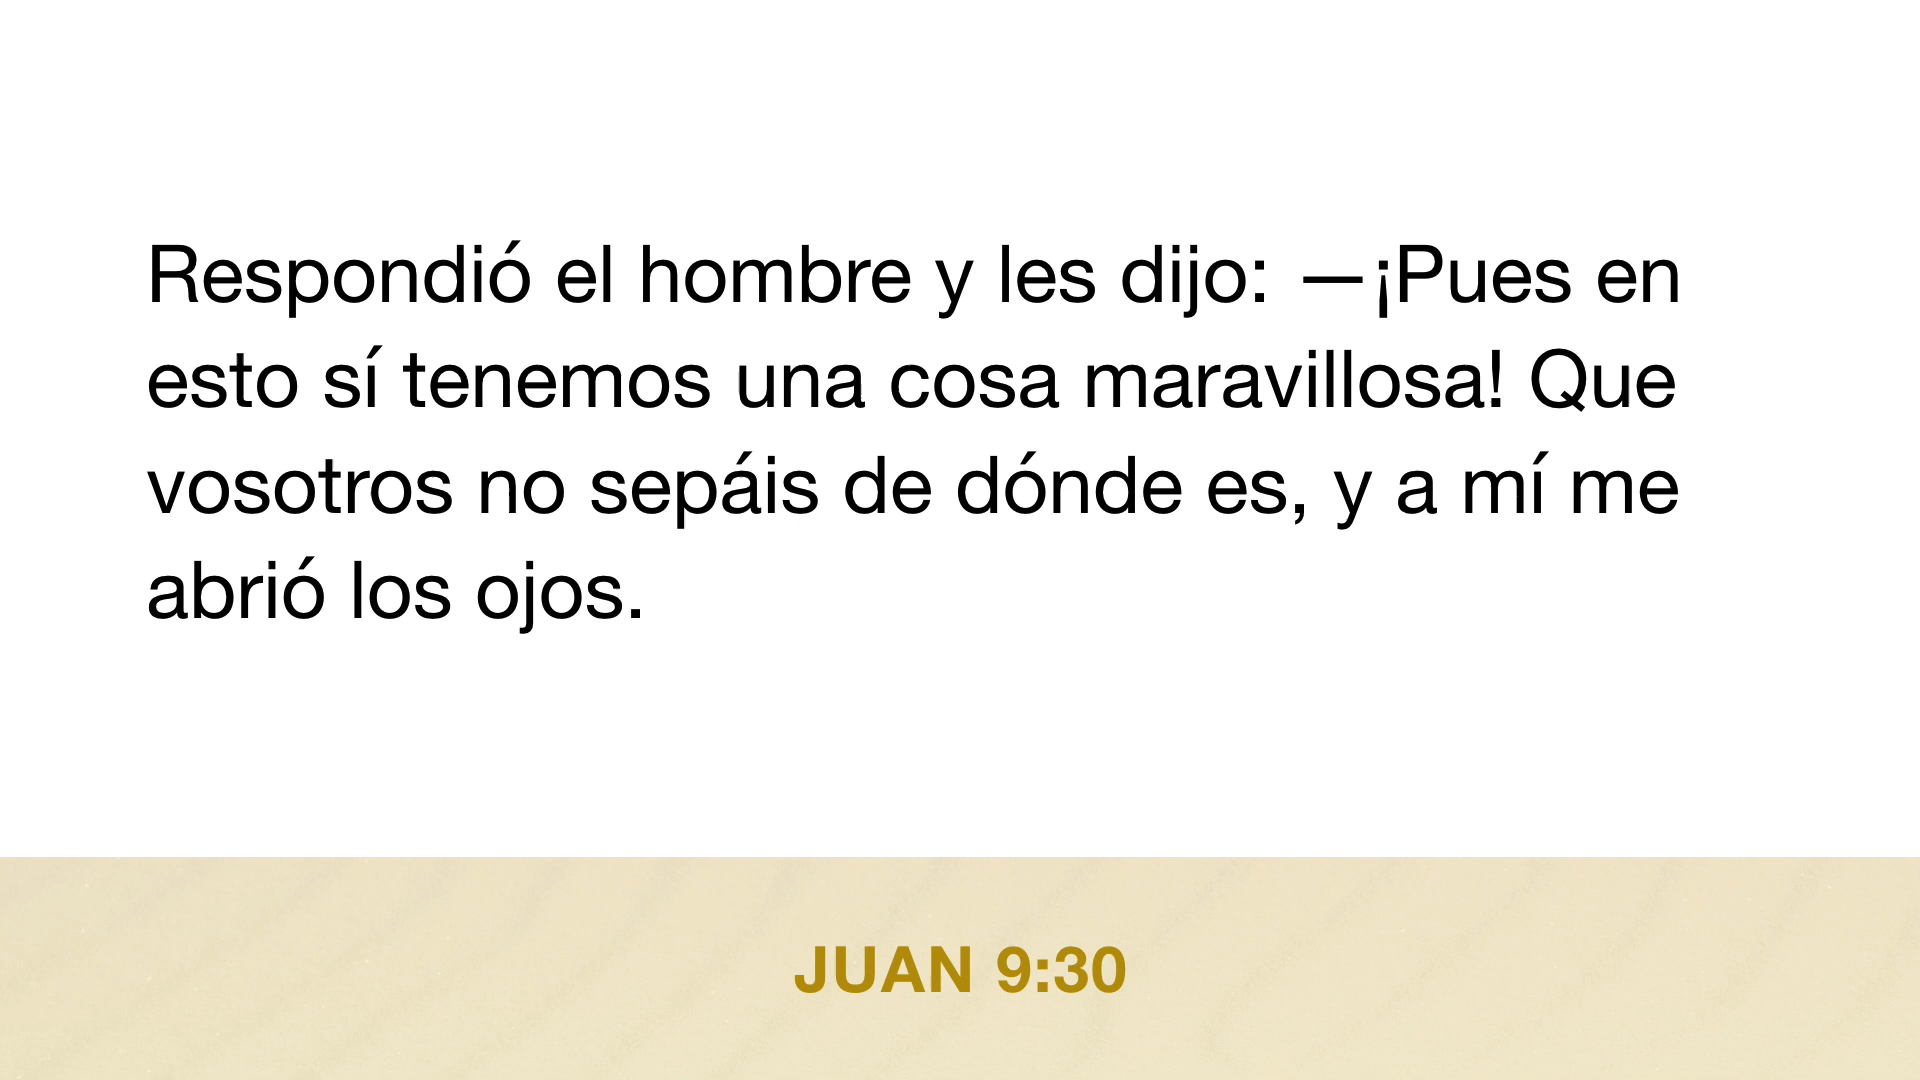 Respondió el hombre y les dijo: —¡Pues en
esto sí tenemos una cosa maravillosa! Que
vosotros no sepáis de dónde es, y a mí me
abrió los ojos.
JUAN 9:30